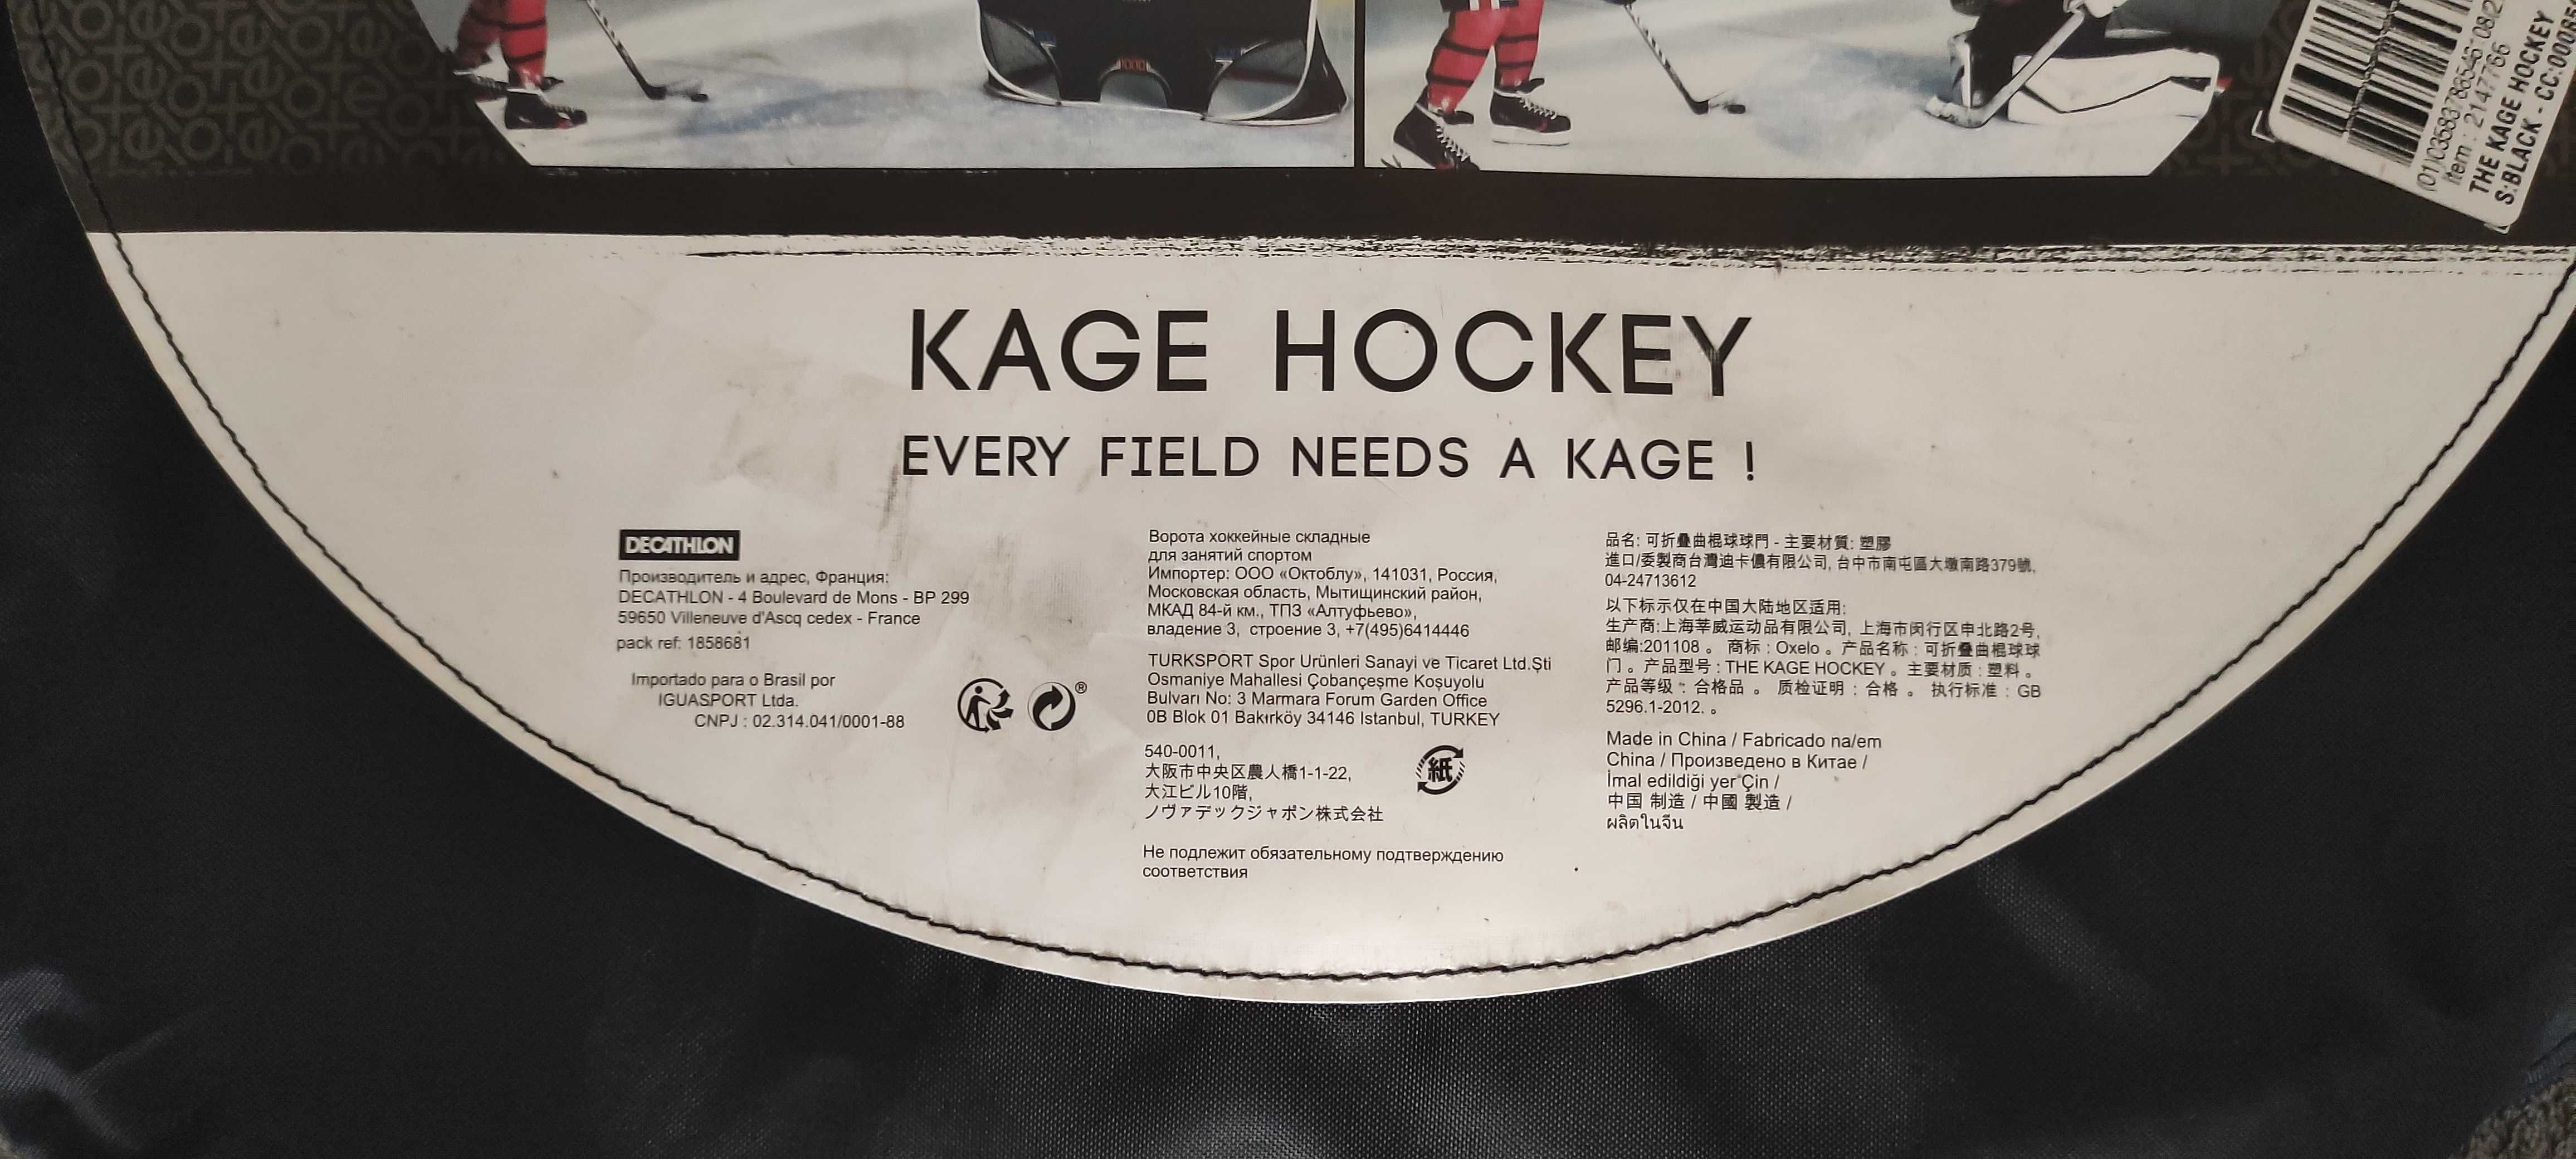 (01)03583788546
Item : 2147766
THE KAGE HOCKEY
S:BLACK - CC:000
KAGE HOCKEY
EVERY FIELD NEEDS A KAGE !
DECATHLON
Производитель и адрес, Франция:
DECATHLON - 4 Boulevard de Mons - BP 299
59650 Villeneuve d'Ascq cedex - France
pack ref: 1858681
Importado para o Brasil por
IGUASPORT Ltda.
CNPJ : 02.314.041/0001-88
®
Ворота хоккейные складные
для занятий спортом
Импортер: ООО «Октоблу», 141031, Россия,
Московская область, Мытищинский район,
МКАД 84-й км., ТПЗ «Алтуфьево»,
владение 3, строение 3, +7(495)6414446
TURKSPORT Spor Urünleri Sanayi ve Ticaret Ltd.Şti
Osmaniye Mahallesi Çobançeşme Koşuyolu
Bulvarı No: 3 Marmara Forum Garden Office
0B Blok 01 Bakırköy 34146 Istanbul, TURKEY
540-0011,
大阪市中央区農人橋1-1-22,
大江ビル10階,
ノヴァデックジャポン株式会社
紙
Не подлежит обязательному подтверждению
соответствия
品名: 可折疊曲棍球球門 - 主要材質: 塑膠
進口/委製商台灣迪卡儂有限公司, 台中市南屯區大墩南路379號,
04-24713612
以下标示仅在中国大陆地区适用:
生产商:上海莘威运动品有限公司, 上海市闵行区申北路2号,
邮编:201108 。 商标 : Oxelo 。产品名称 : 可折叠曲棍球球
门 。产品型号 : THE KAGE HOCKEY 。主要材质 : 塑料 。
产品等级 : 合格品 。 质检证明 : 合格 。 执行标准 : GB
5296.1-2012. 。
Made in China / Fabricado na/em
China / Произведено в Китае /
İmal edildiği yer Çin /
中国 制造 / 中國 製造 /
ผลิตในจีน